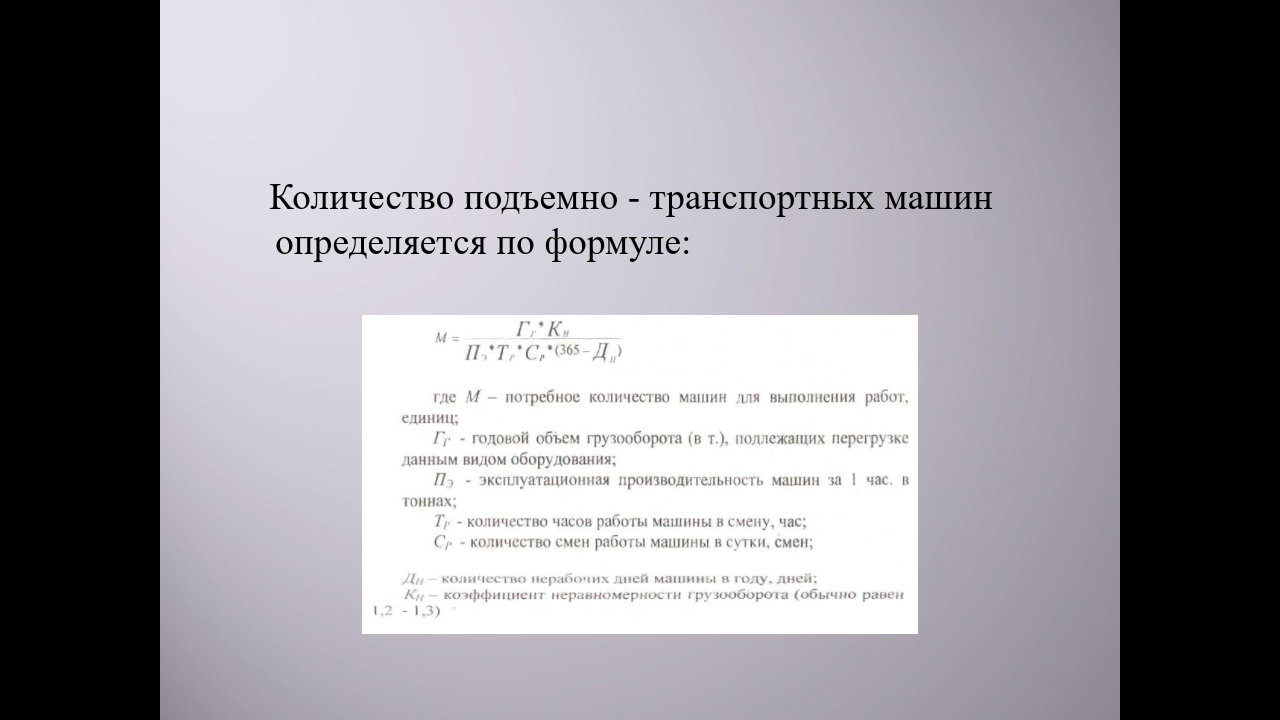 Количество подъемно - транспортных машин
определяется по формуле:
М = Г_Г * К_Н / П_Э * Т_Р * С_Р * (365 – Д_Н)
где М – потребное количество машин для выполнения работ,
единиц;
Г_Г - годовой объем грузооборота (в т.), подлежащих перегрузке
данным видом оборудования;
П_Э - эксплуатационная производительность машин за 1 час. в
тоннах;
Т_Р - количество часов работы машины в смену, час;
С_Р - количество смен работы машины в сутки, смен;
Д_Н – количество нерабочих дней машины в году, дней;
К_Н – коэффициент неравномерности грузооборота (обычно равен
1,2 - 1,3)